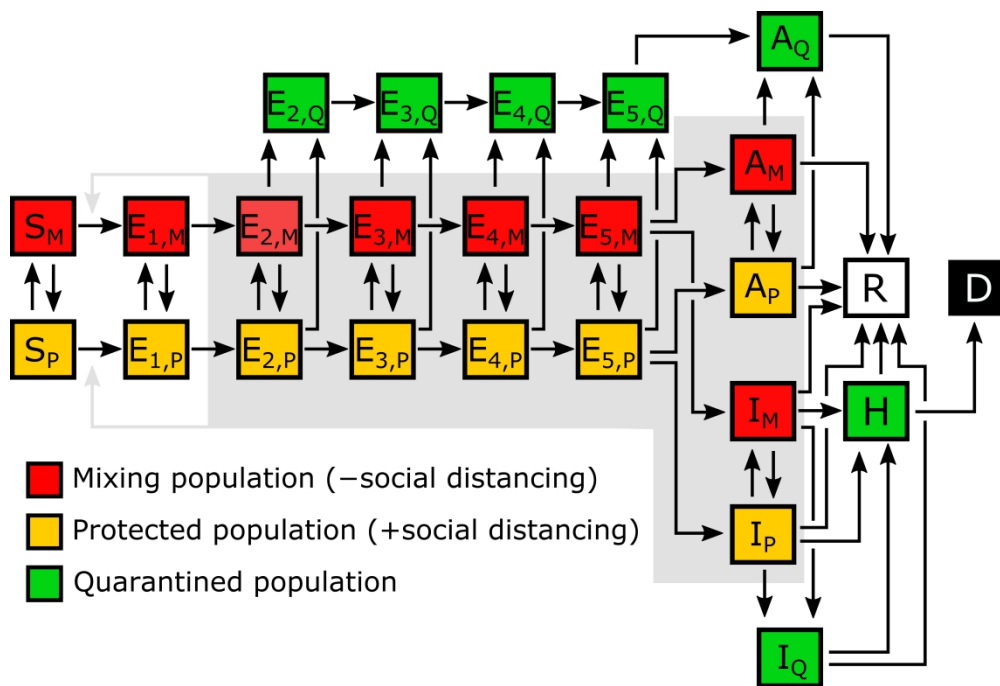 A_Q
E_2,Q E_3,Q E_4,Q E_5,Q
A_M
S_M E_1,M E_2,M E_3,M E_4,M E_5,M
A_P R D
S_P E_1,P E_2,P E_3,P E_4,P E_5,P
I_M H
Mixing population (−social distancing)
Protected population (+social distancing)
I_P
Quarantined population
I_Q